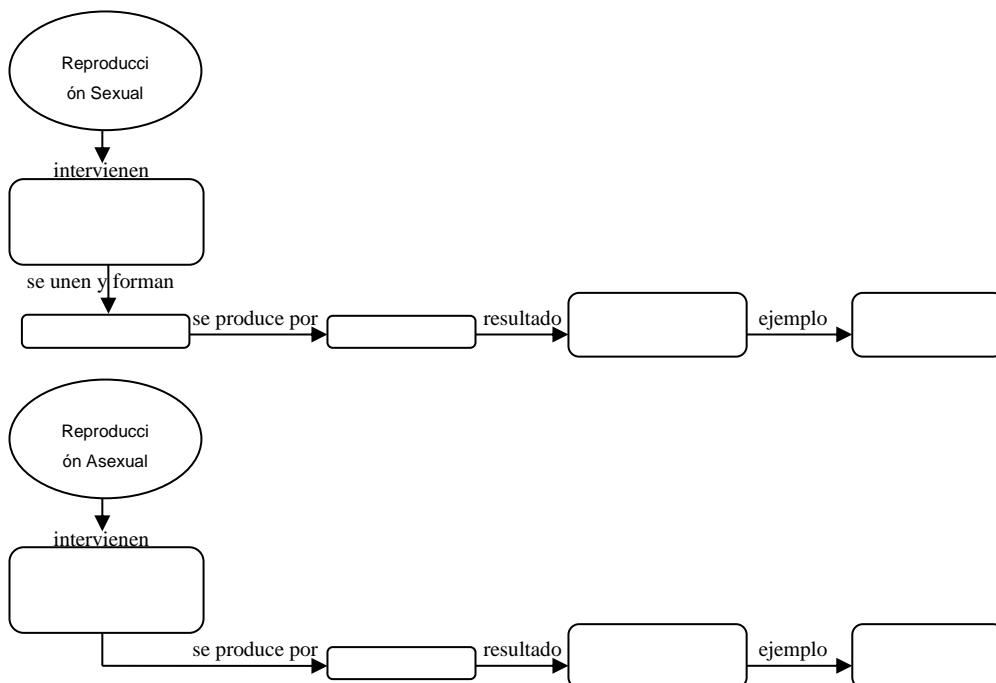 Reproducci
ón Sexual
intervienen
se unen y forman
se produce por
resultado
ejemplo
Reproducci
ón Asexual
intervienen
se produce por
resultado
ejemplo